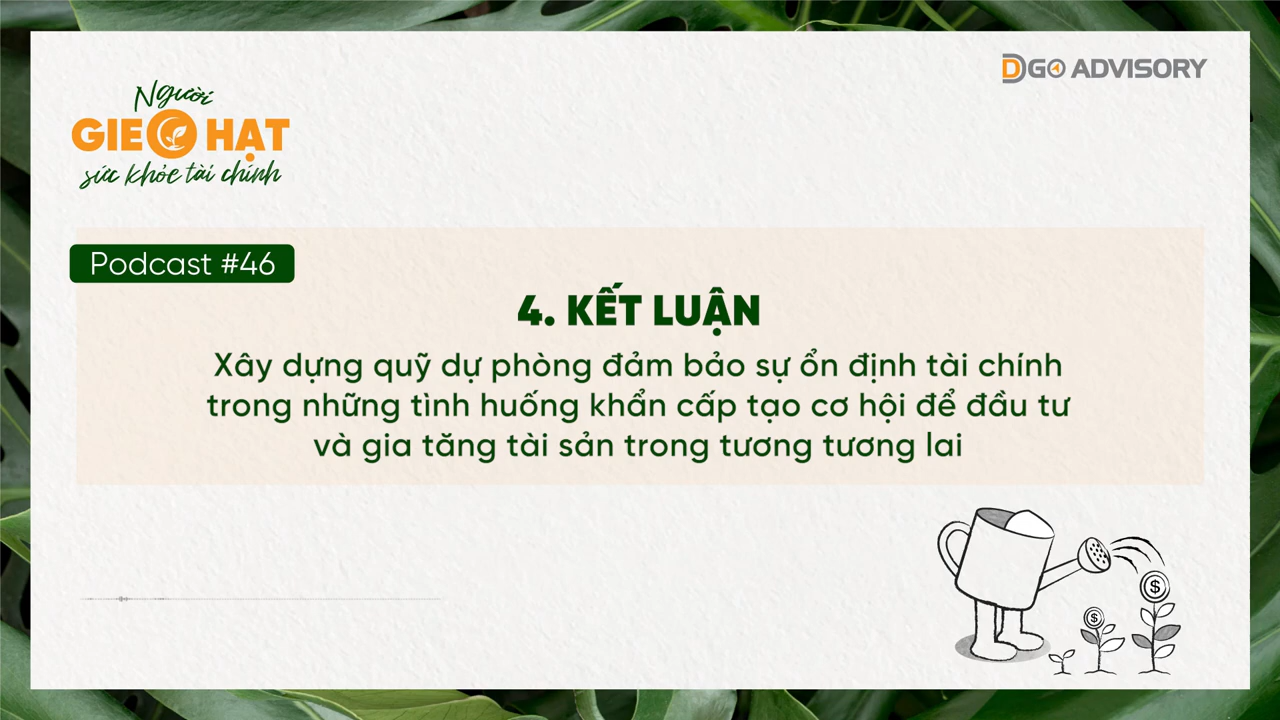 Người
GIEO HẠT
sức khỏe tài chính
DGO ADVISORY
Podcast #46
4. KẾT LUẬN
Xây dựng quỹ dự phòng đảm bảo sự ổn định tài chính
trong những tình huống khẩn cấp tạo cơ hội để đầu tư
và gia tăng tài sản trong tương tương lai
$
$